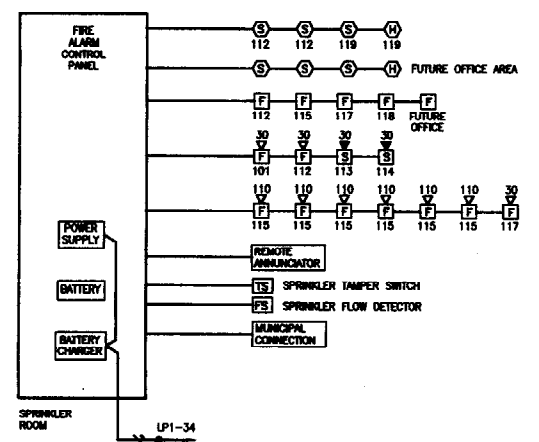 FIRE
ALARM
CONTROL
PANEL
S S S H
112 112 119 119
S S S H FUTURE OFFICE AREA
F F F F F
112 115 117 118 FUTURE
OFFICE
30 30 30 30
F F S S
101 112 113 114
110 110 110 110 110 110 30
F F F F F F F
115 115 115 115 115 115 117
POWER
SUPPLY
REMOTE
ANNUNCIATOR
BATTERY
TS SPRINKLER TAMPER SWITCH
FS SPRINKLER FLOW DETECTOR
BATTERY
CHARGER
MUNICIPAL
CONNECTION
SPRINKLER
ROOM
LP1-34